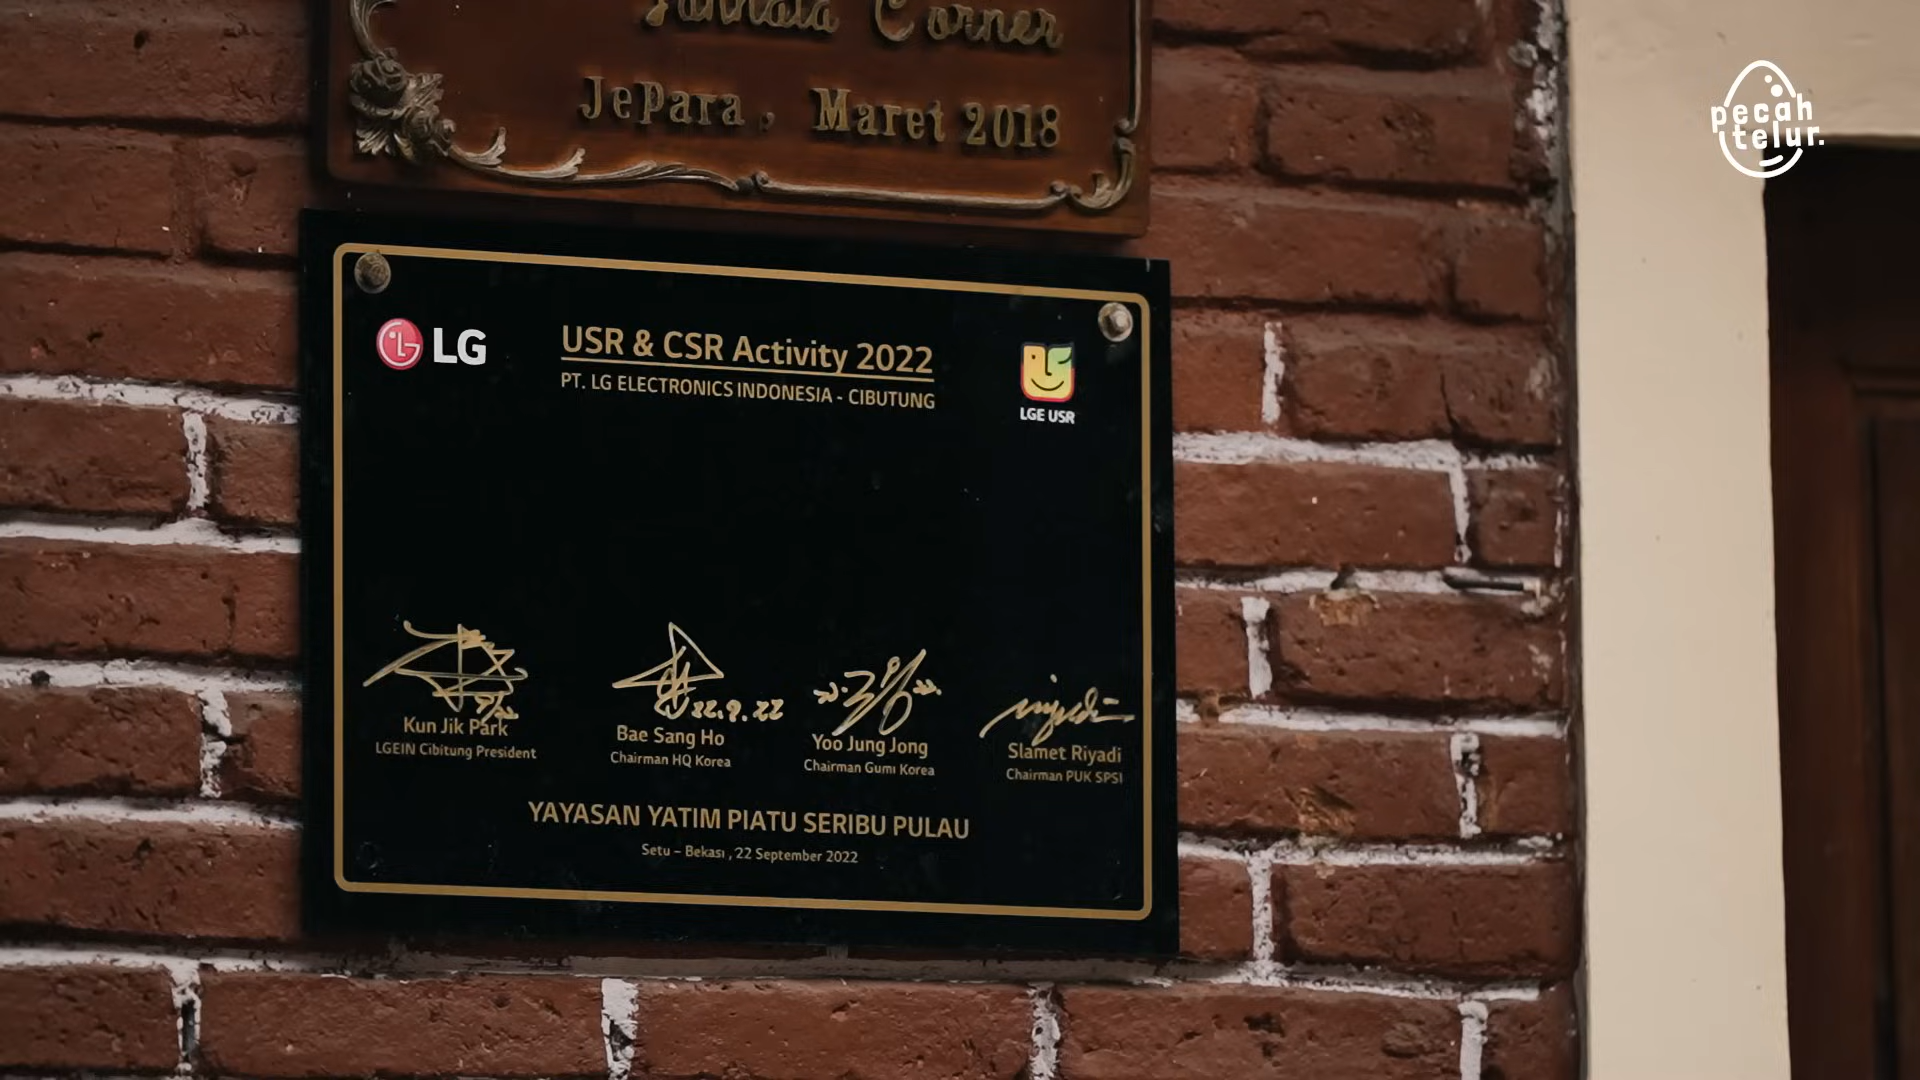 Corner
Jepara, Maret 2018
pecah
telur.
LG
USR & CSR Activity 2022
PT. LG ELECTRONICS INDONESIA - CIBUTUNG
LGE USR
22.9.22
Kun Jik Park
LGEIN Cibitung President
Bae Sang Ho
Chairman HQ Korea
Yoo Jung Jong
Chairman Gumi Korea
Slamet Riyadi
Chairman PUK SPSI
YAYASAN YATIM PIATU SERIBU PULAU
Setu - Bekasi , 22 September 2022